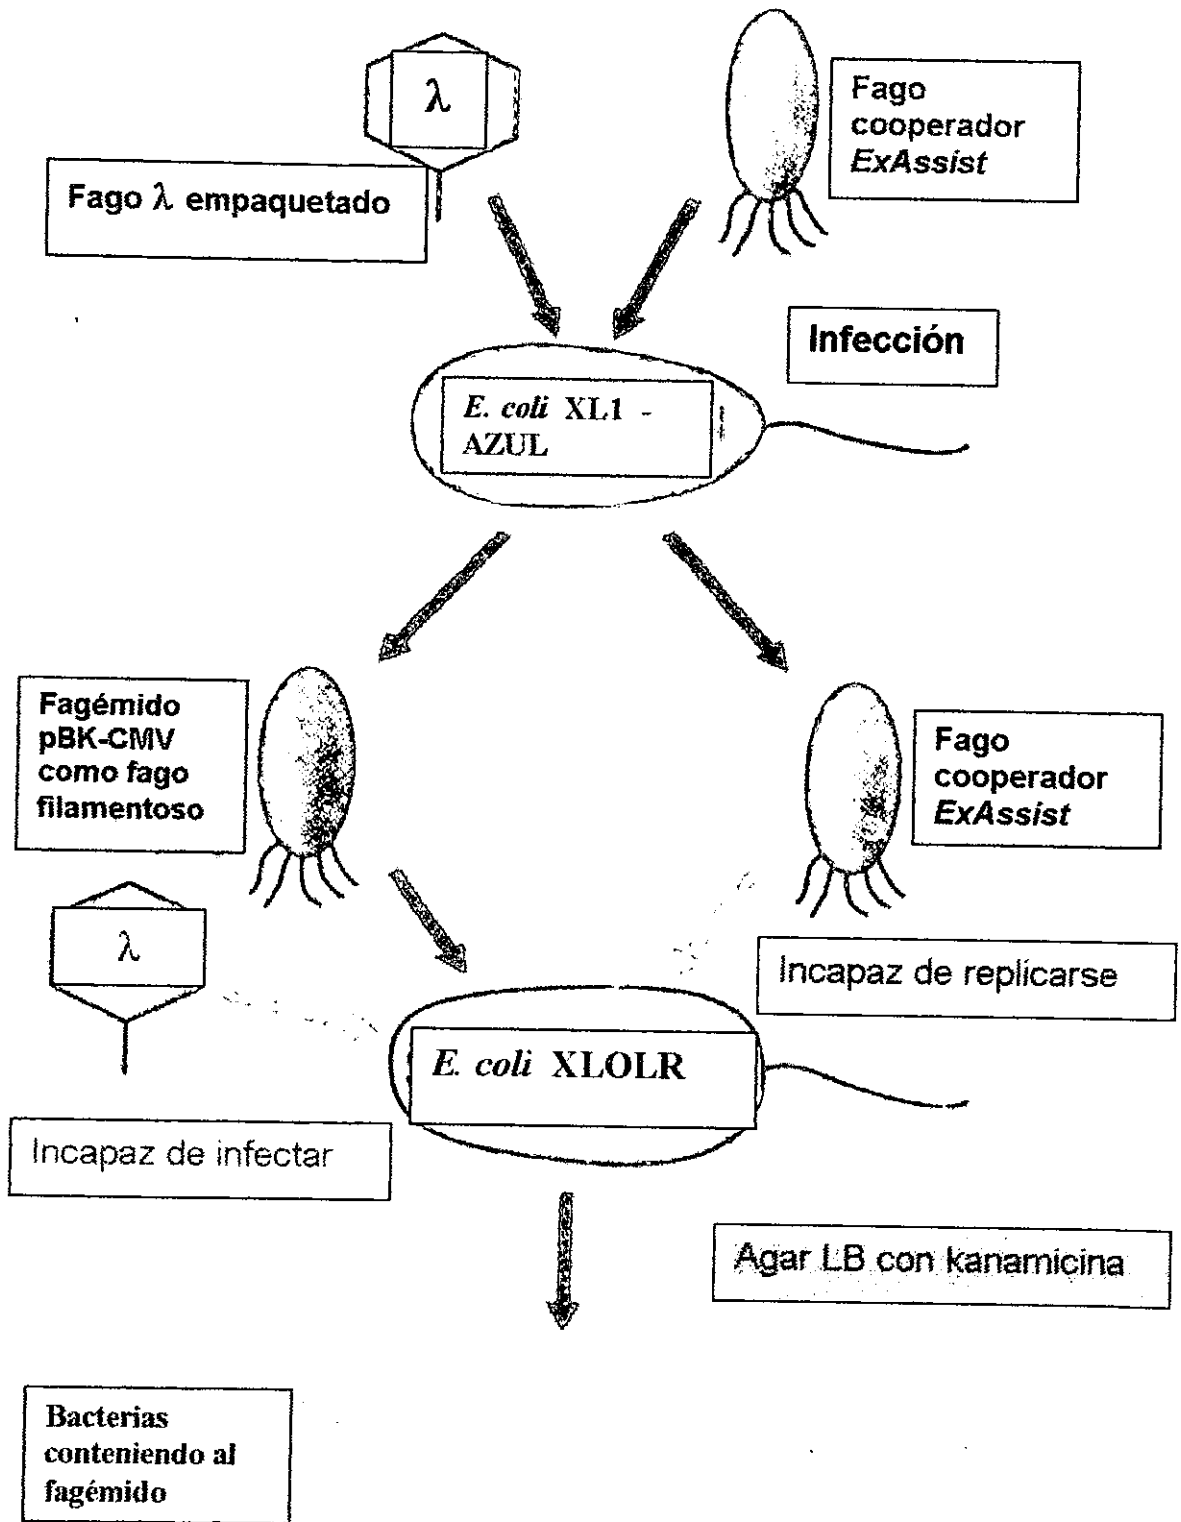 λ
Fago
cooperador
ExAssist
Fago λ empaquetado
Infección
E. coli XL1 -
AZUL
Fagémido
pBK-CMV
como fago
filamentoso
Fago
cooperador
ExAssist
λ
Incapaz de replicarse
E. coli XLOLR
Incapaz de infectar
Agar LB con kanamicina
Bacterias
conteniendo al
fagémido